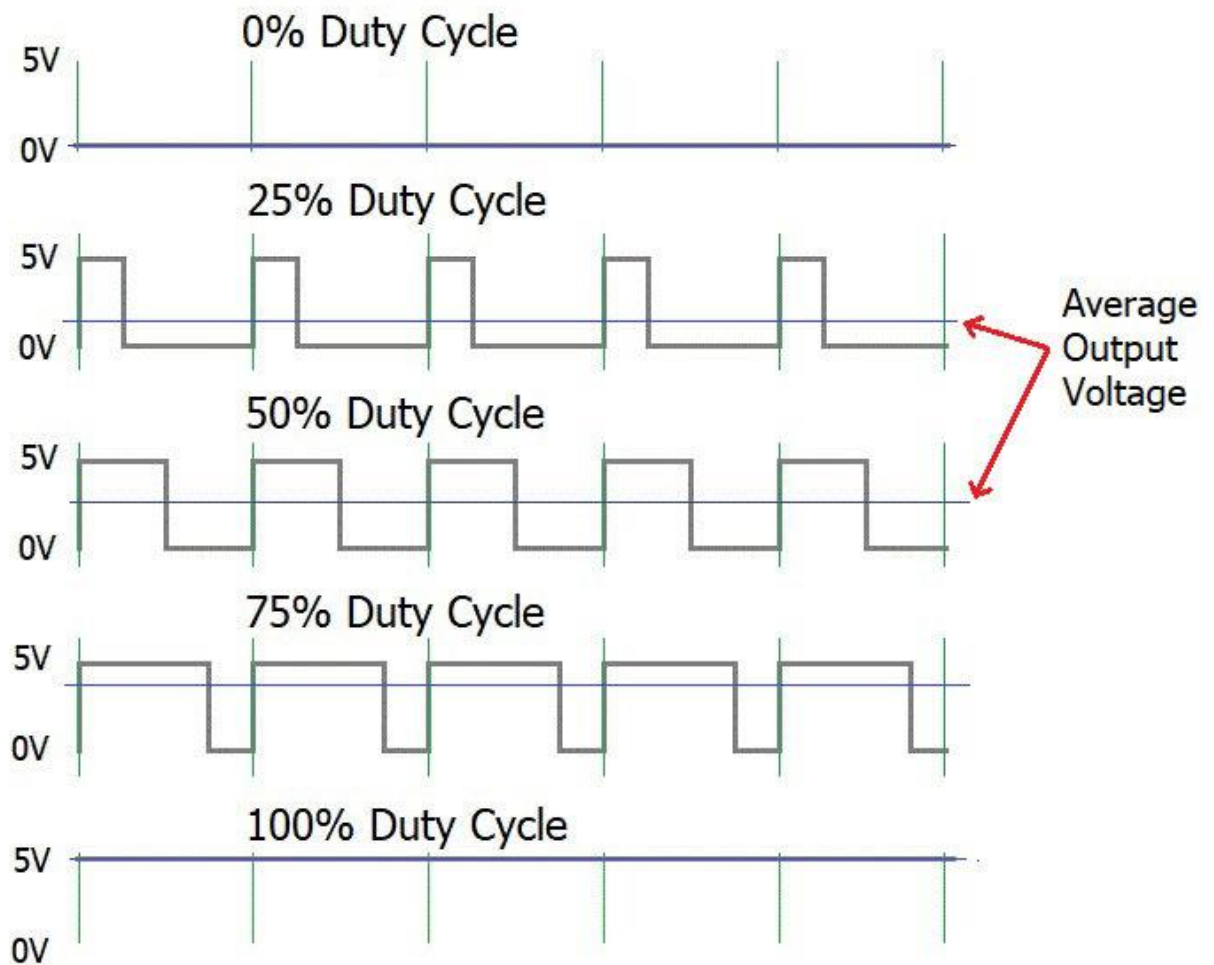 0% Duty Cycle
5V
0V
25% Duty Cycle
5V
0V
Average
Output
Voltage
50% Duty Cycle
5V
0V
75% Duty Cycle
5V
0V
100% Duty Cycle
5V
0V